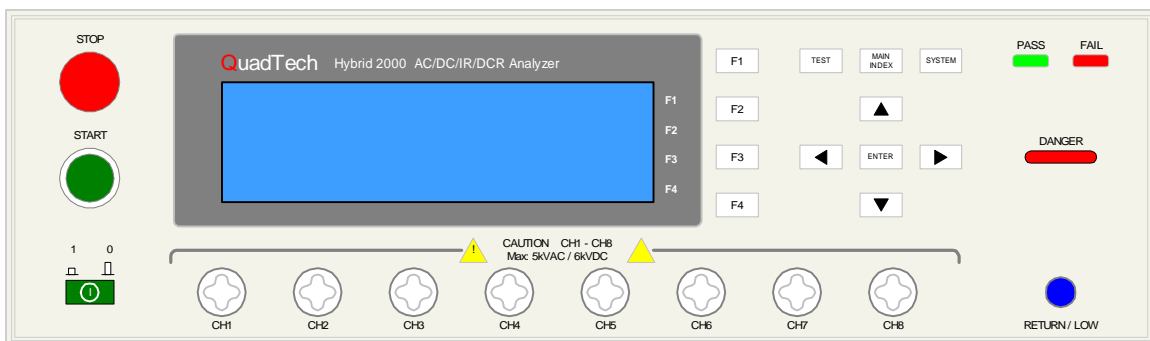 STOP
START
1 0
QuadTech Hybrid 2000 AC/DC/IR/DCR Analyzer
F1
F2
F3
F4
F1
F2
F3
F4
TEST
MAIN
INDEX
SYSTEM
ENTER
PASS
FAIL
DANGER
! CAUTION CH1 - CH8
Max: 5kVAC / 6kVDC
CH1
CH2
CH3
CH4
CH5
CH6
CH7
CH8
RETURN / LOW